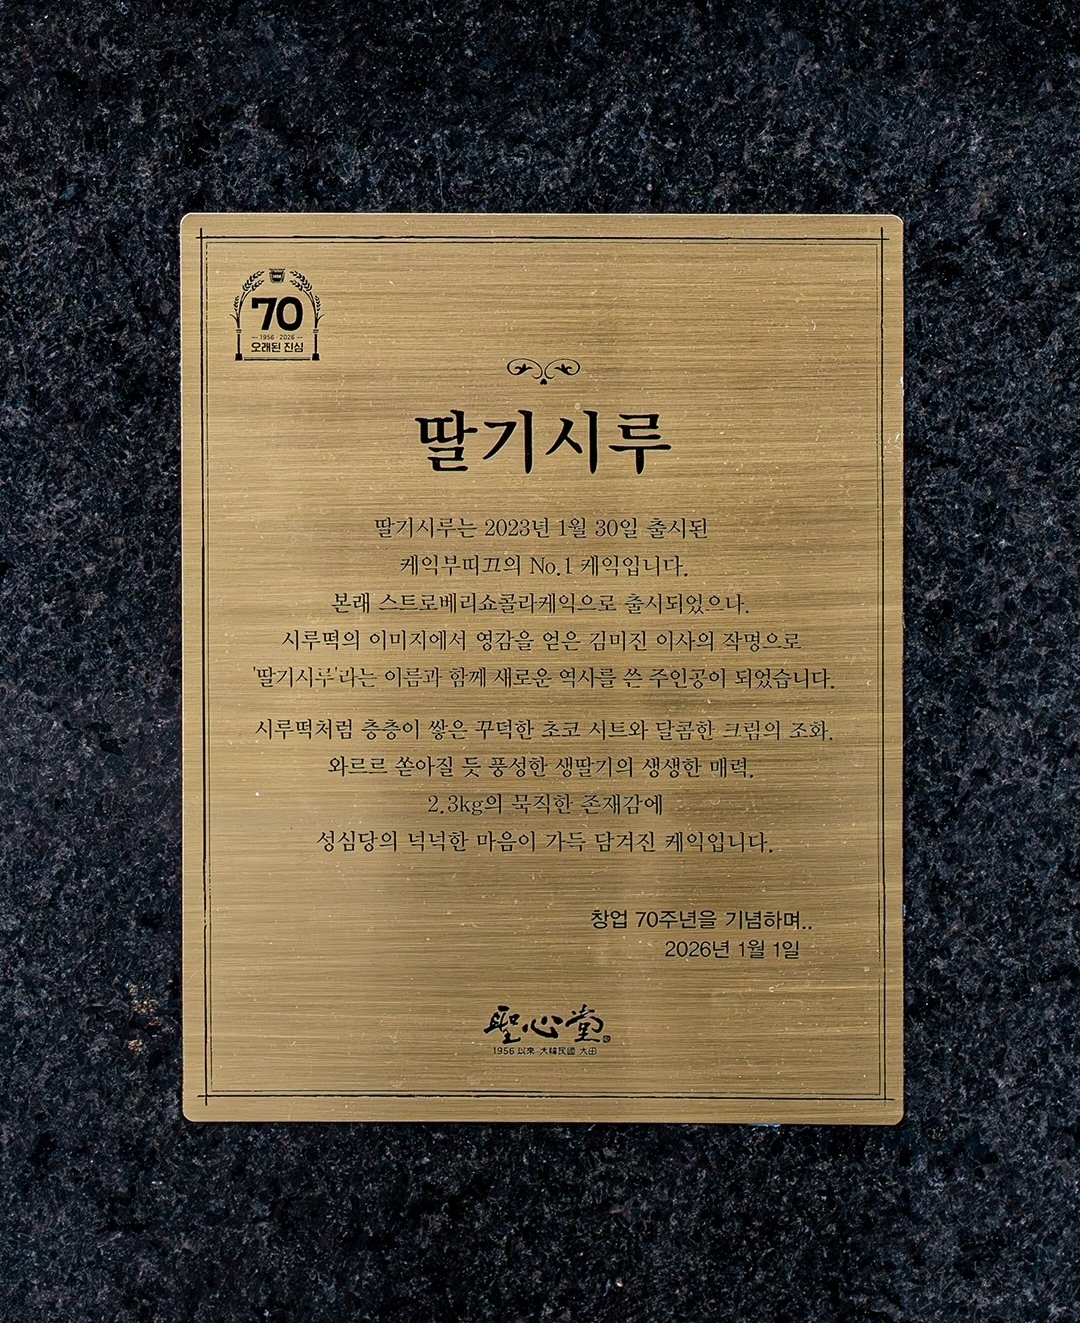 70
1956 · 2026
오래된 진심
딸기시루
딸기시루는 2023년 1월 30일 출시된
케익부띠끄의 No.1 케익입니다.
본래 스트로베리쇼콜라케익으로 출시되었으나,
시루떡의 이미지에서 영감을 얻은 김미진 이사의 작명으로
'딸기시루'라는 이름과 함께 새로운 역사를 쓴 주인공이 되었습니다.
시루떡처럼 층층이 쌓은 꾸덕한 초코 시트와 달콤한 크림의 조화,
와르르 쏟아질 듯 풍성한 생딸기의 생생한 매력,
2.3kg의 묵직한 존재감에
성심당의 넉넉한 마음이 가득 담겨진 케익입니다.
창업 70주년을 기념하며..
2026년 1월 1일
聖心堂
1956 以來·大韓民國 大田